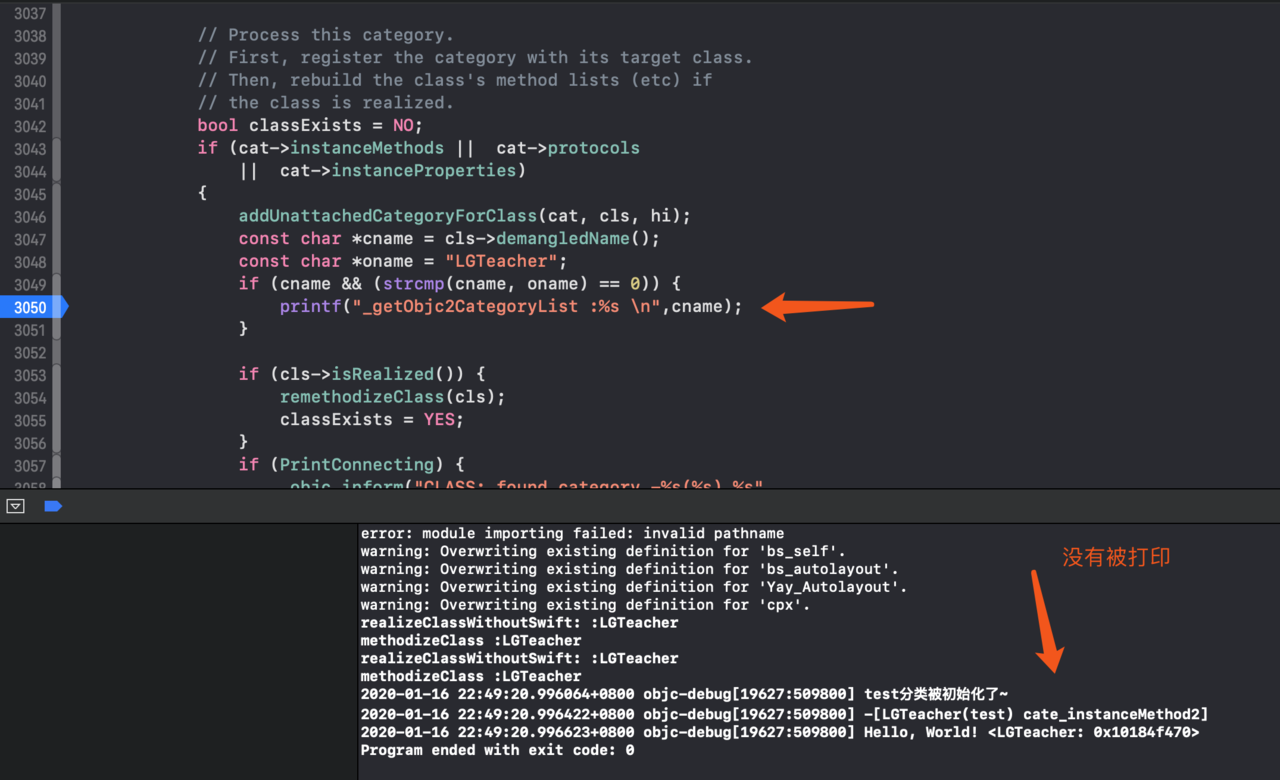 3037
3038 // Process this category.
3039 // First, register the category with its target class.
3040 // Then, rebuild the class's method lists (etc) if
3041 // the class is realized.
3042 bool classExists = NO;
3043 if (cat->instanceMethods ||  cat->protocols
3044 ||  cat->instanceProperties)
3045 {
3046 addUnattachedCategoryForClass(cat, cls, hi);
3047 const char *cname = cls->demangledName();
3048 const char *oname = "LGTeacher";
3049 if (cname && (strcmp(cname, oname) == 0)) {
3050 printf("_getObjc2CategoryList :%s \n",cname);
3051 }
3052
3053 if (cls->isRealized()) {
3054 remethodizeClass(cls);
3055 classExists = YES;
3056 }
3057 if (PrintConnecting) {
3058 _objc_inform("CLASS: found category -%s(%s) %s"
error: module importing failed: invalid pathname
没有被打印
warning: Overwriting existing definition for 'bs_self'.
warning: Overwriting existing definition for 'bs_autolayout'.
warning: Overwriting existing definition for 'Yay_Autolayout'.
warning: Overwriting existing definition for 'cpx'.
realizeClassWithoutSwift: :LGTeacher
methodizeClass :LGTeacher
realizeClassWithoutSwift: :LGTeacher
methodizeClass :LGTeacher
2020-01-16 22:49:20.996064+0800 objc-debug[19627:509800] test分类被初始化了~
2020-01-16 22:49:20.996422+0800 objc-debug[19627:509800] -[LGTeacher(test) cate_instanceMethod2]
2020-01-16 22:49:20.996623+0800 objc-debug[19627:509800] Hello, World! <LGTeacher: 0x10184f470>
Program ended with exit code: 0